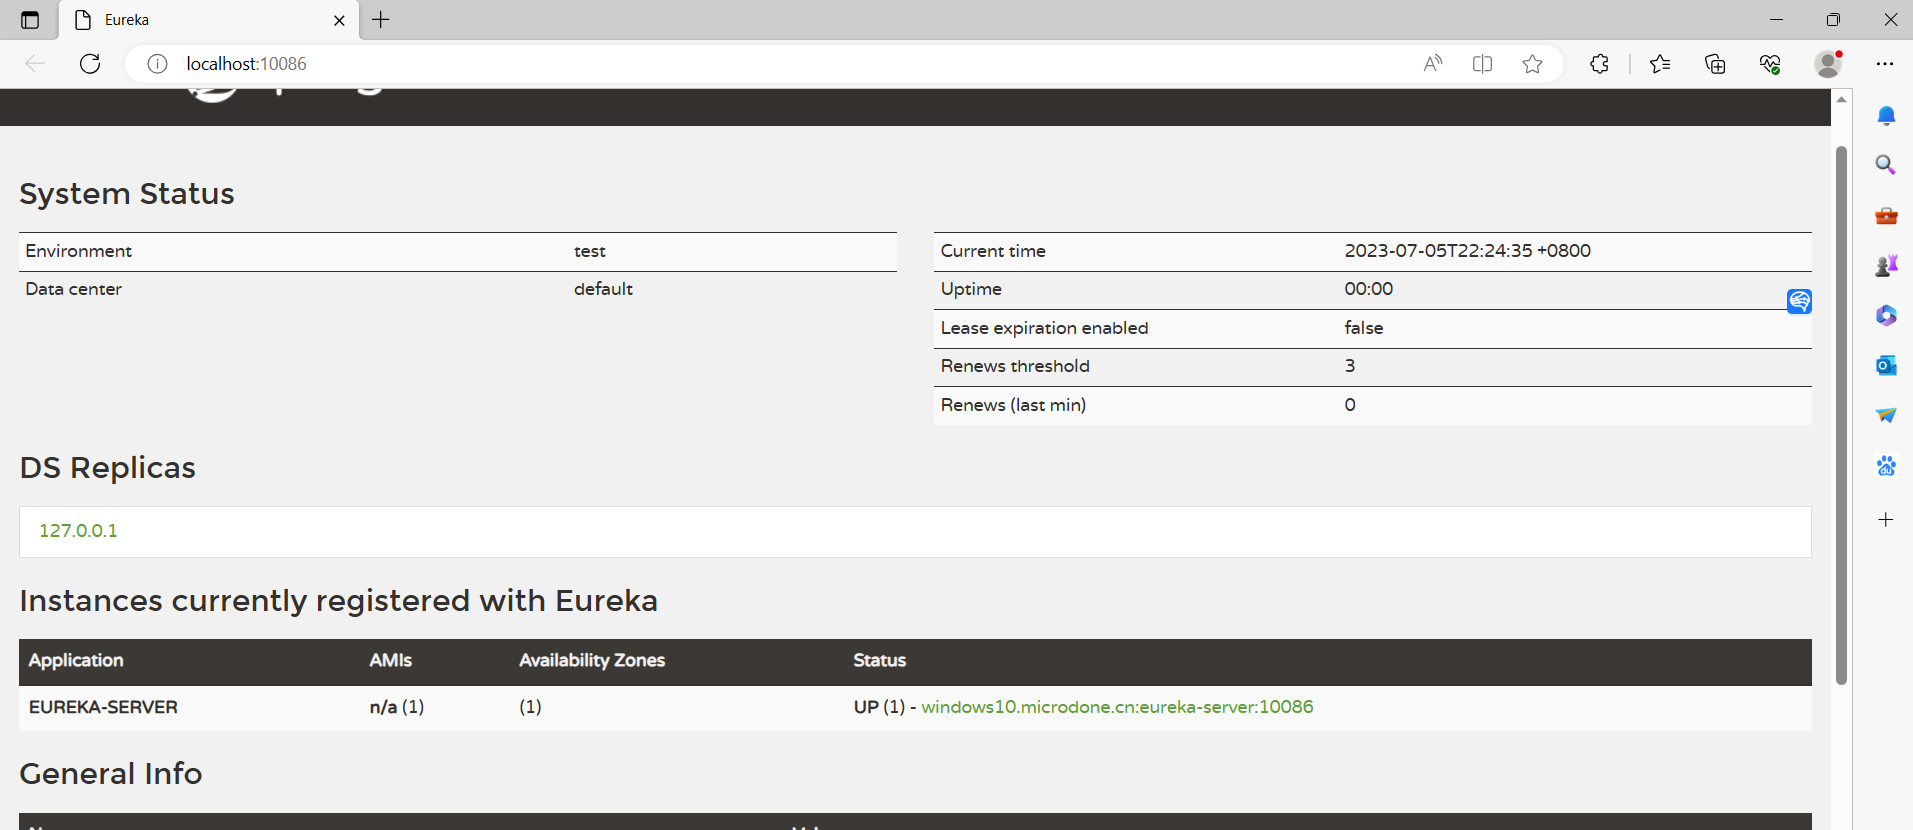 Eureka
localhost:10086
System Status
Environment test
Data center default
Current time 2023-07-05T22:24:35 +0800
Uptime 00:00
Lease expiration enabled false
Renews threshold 3
Renews (last min) 0
DS Replicas
127.0.0.1
Instances currently registered with Eureka
Application AMIs Availability Zones Status
EUREKA-SERVER n/a (1) (1) UP (1) - windows10.microdone.cn:eureka-server:10086
General Info